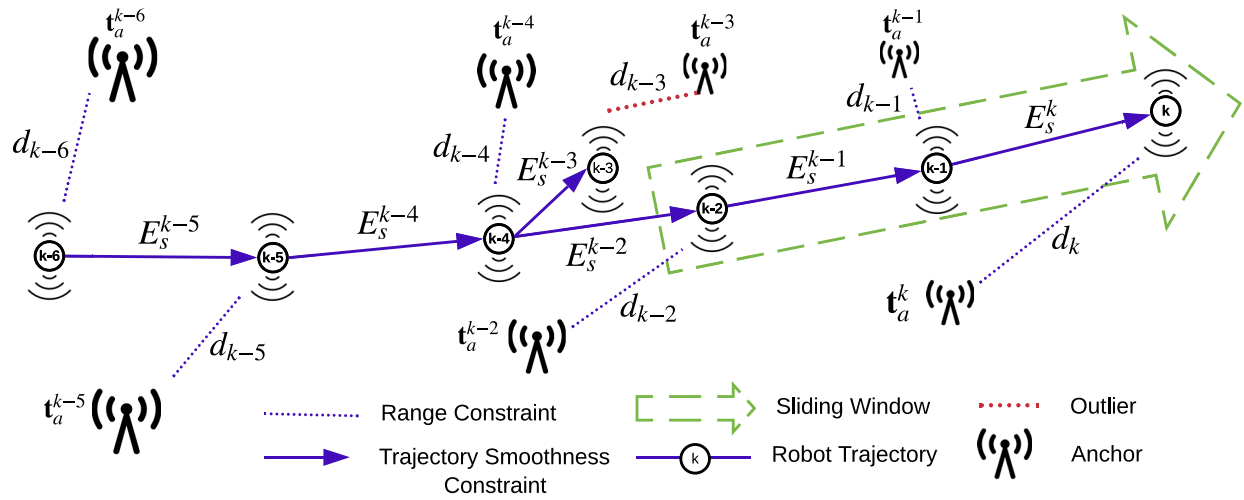 t_a^{k−6}
t_a^{k−4}
t_a^{k−3}
t_a^{k−1}
d_{k−6}
d_{k−4}
d_{k−3}
d_{k−1}
E_s^k
k
E_s^{k−3}
k-3
E_s^{k−1}
k-1
E_s^{k−5}
E_s^{k−4}
k-2
k-6
k-5
k-4
E_s^{k−2}
d_k
d_{k−5}
d_{k−2}
t_a^k
t_a^{k−2}
t_a^{k−5}
Range Constraint
Sliding Window
Outlier
Trajectory Smoothness
Constraint
k
Robot Trajectory
Anchor